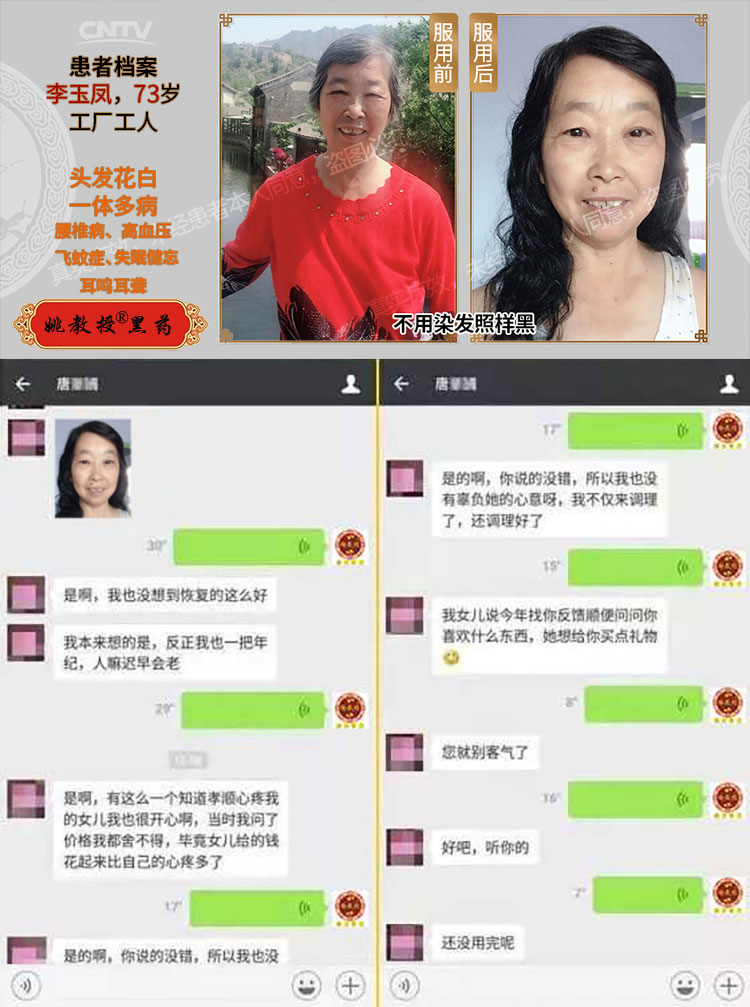 CNTV
患者档案
李玉凤，73岁
工厂工人
头发花白
一体多病
腰椎病、高血压
飞蚊症、失眠健忘
耳鸣耳聋
姚教授®黑药
服用前
服用后
不用染发照样黑
30"
是啊，我也没想到恢复的这么好
我本来想的是，反正我也一把年
纪，人嘛迟早会老
29"
是啊，有这么一个知道孝顺心疼我
的女儿我也很开心啊，当时我问了
价格我都舍不得，毕竟女儿给的钱
花起来比自己的心疼多了
17"
是的啊，你说的没错，所以我也没
17"
是的啊，你说的没错，所以我也没
有辜负她的心意呀，我不仅来调理
了，还调理好了
15"
我女儿说今年找你反馈顺便问问你
喜欢什么东西，她想给你买点礼物
8"
您就别客气了
16"
好吧，听你的
7"
还没用完呢